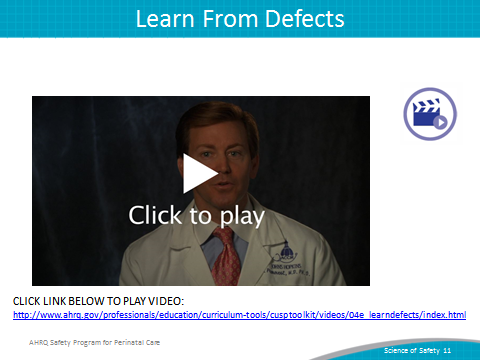 Learn From Defects
Click to play
CLICK LINK BELOW TO PLAY VIDEO:
http://www.ahrq.gov/professionals/education/curriculum-tools/cusptoolkit/videos/04e_learndefects/index.html
AHRQ Safety Program for Perinatal Care
Science of Safety 11